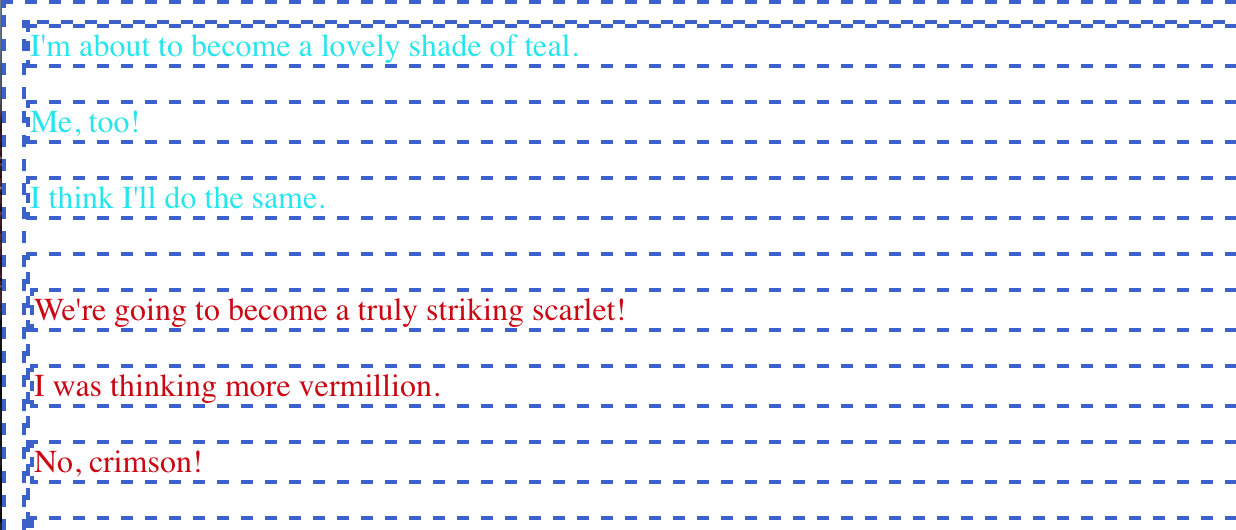 I'm about to become a lovely shade of teal.
Me, too!
I think I'll do the same.
We're going to become a truly striking scarlet!
I was thinking more vermillion.
No, crimson!